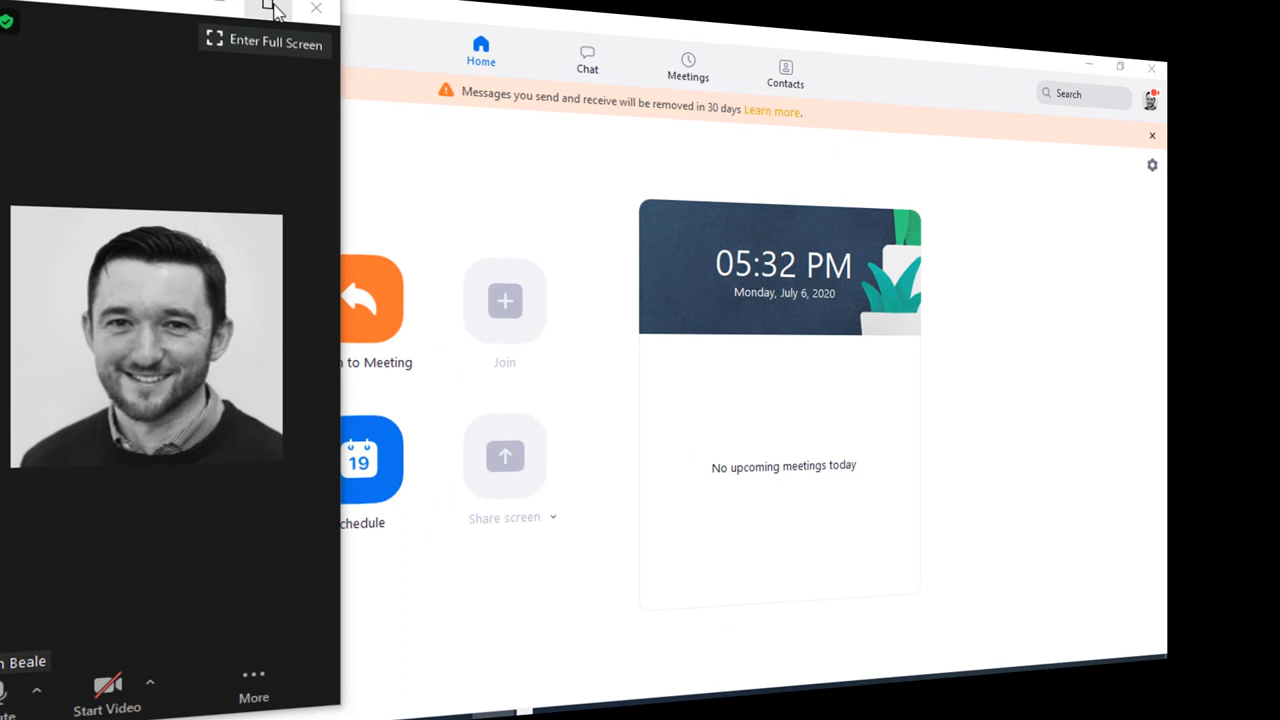 Enter Full Screen
Home
Chat
Meetings
Contacts
Search
Messages you send and receive will be removed in 30 days Learn more.
05:32 PM
Monday, July 6, 2020
to Meeting
Join
19
No upcoming meetings today
chedule
Share screen
Beale
Start Video
More